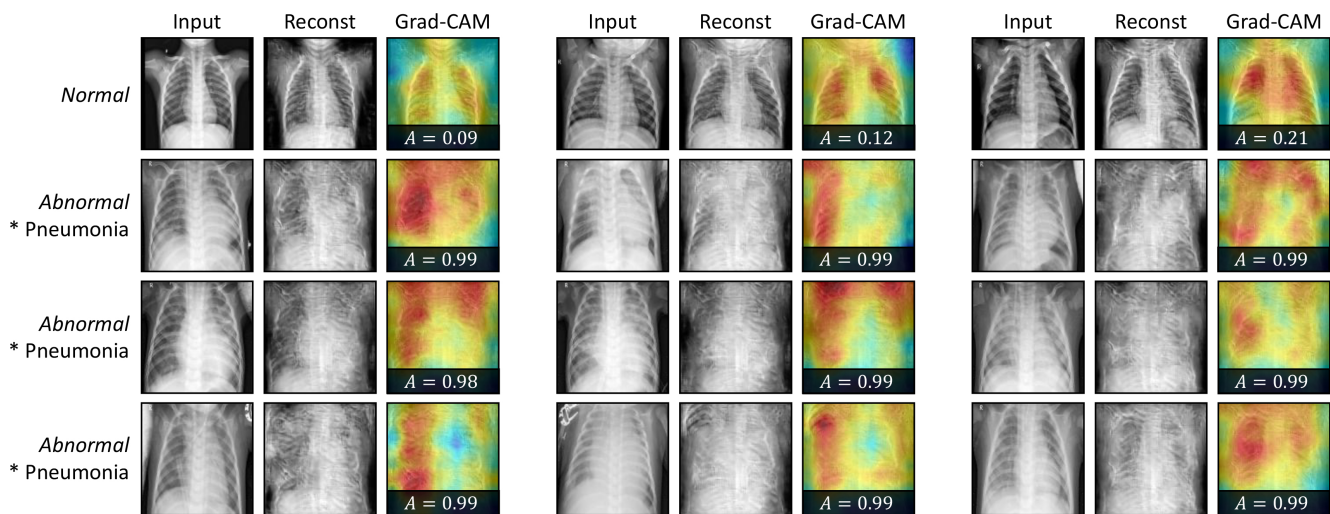 Input Reconst Grad-CAM Input Reconst Grad-CAM Input Reconst Grad-CAM
Normal
A = 0.09 A = 0.12 A = 0.21
Abnormal
* Pneumonia
A = 0.99 A = 0.99 A = 0.99
Abnormal
* Pneumonia
A = 0.98 A = 0.99 A = 0.99
Abnormal
* Pneumonia
A = 0.99 A = 0.99 A = 0.99